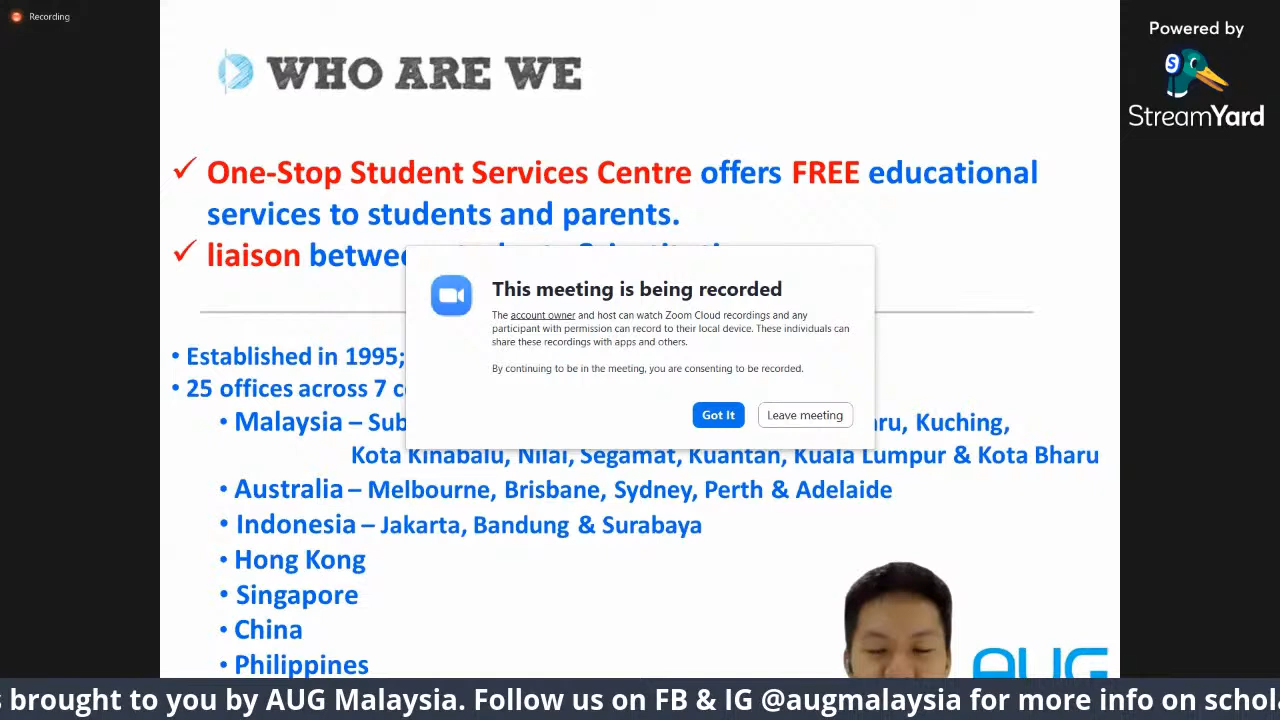 Recording
WHO ARE WE
Powered by
StreamYard
✓ One-Stop Student Services Centre offers FREE educational
services to students and parents.
✓ liaison
This meeting is being recorded
The account owner and host can watch Zoom Cloud recordings and any
participant with permission can record to their local device. These individuals can
share these recordings with apps and others.
By continuing to be in the meeting, you are consenting to be recorded.
Got It
Leave meeting
• Established in 1995;
• 25 offices across 7
• Malaysia – Kuching,
Kota Kinabalu, Nilai, Segamat, Kuantan, Kuala Lumpur & Kota Bharu
• Australia – Melbourne, Brisbane, Sydney, Perth & Adelaide
• Indonesia – Jakarta, Bandung & Surabaya
• Hong Kong
• Singapore
• China
• Philippines
AUG
s brought to you by AUG Malaysia. Follow us on FB & IG @augmalaysia for more info on schol